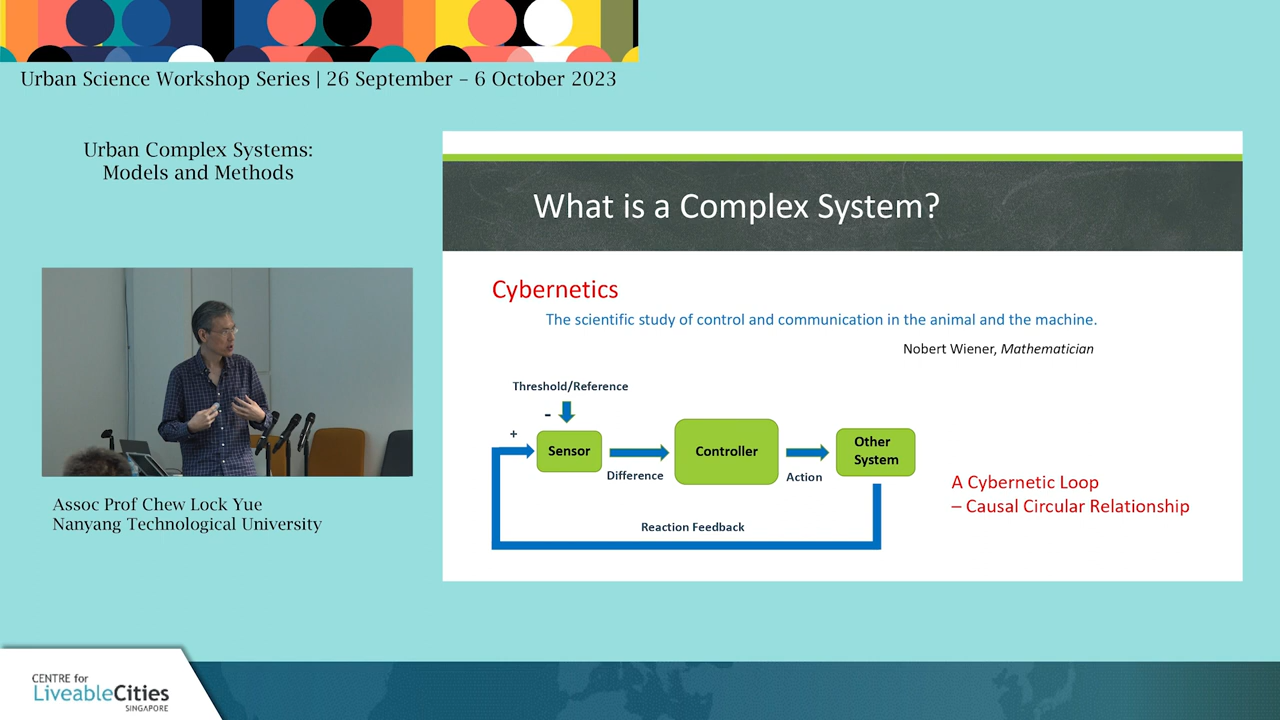 Urban Science Workshop Series | 26 September – 6 October 2023
Urban Complex Systems:
Models and Methods
What is a Complex System?
Cybernetics
The scientific study of control and communication in the animal and the machine.
Nobert Wiener, Mathematician
Threshold/Reference
-
+
Sensor
Difference
Controller
Action
Other
System
Reaction Feedback
A Cybernetic Loop
– Causal Circular Relationship
Assoc Prof Chew Lock Yue
Nanyang Technological University
CENTRE for
LiveableCities
SINGAPORE